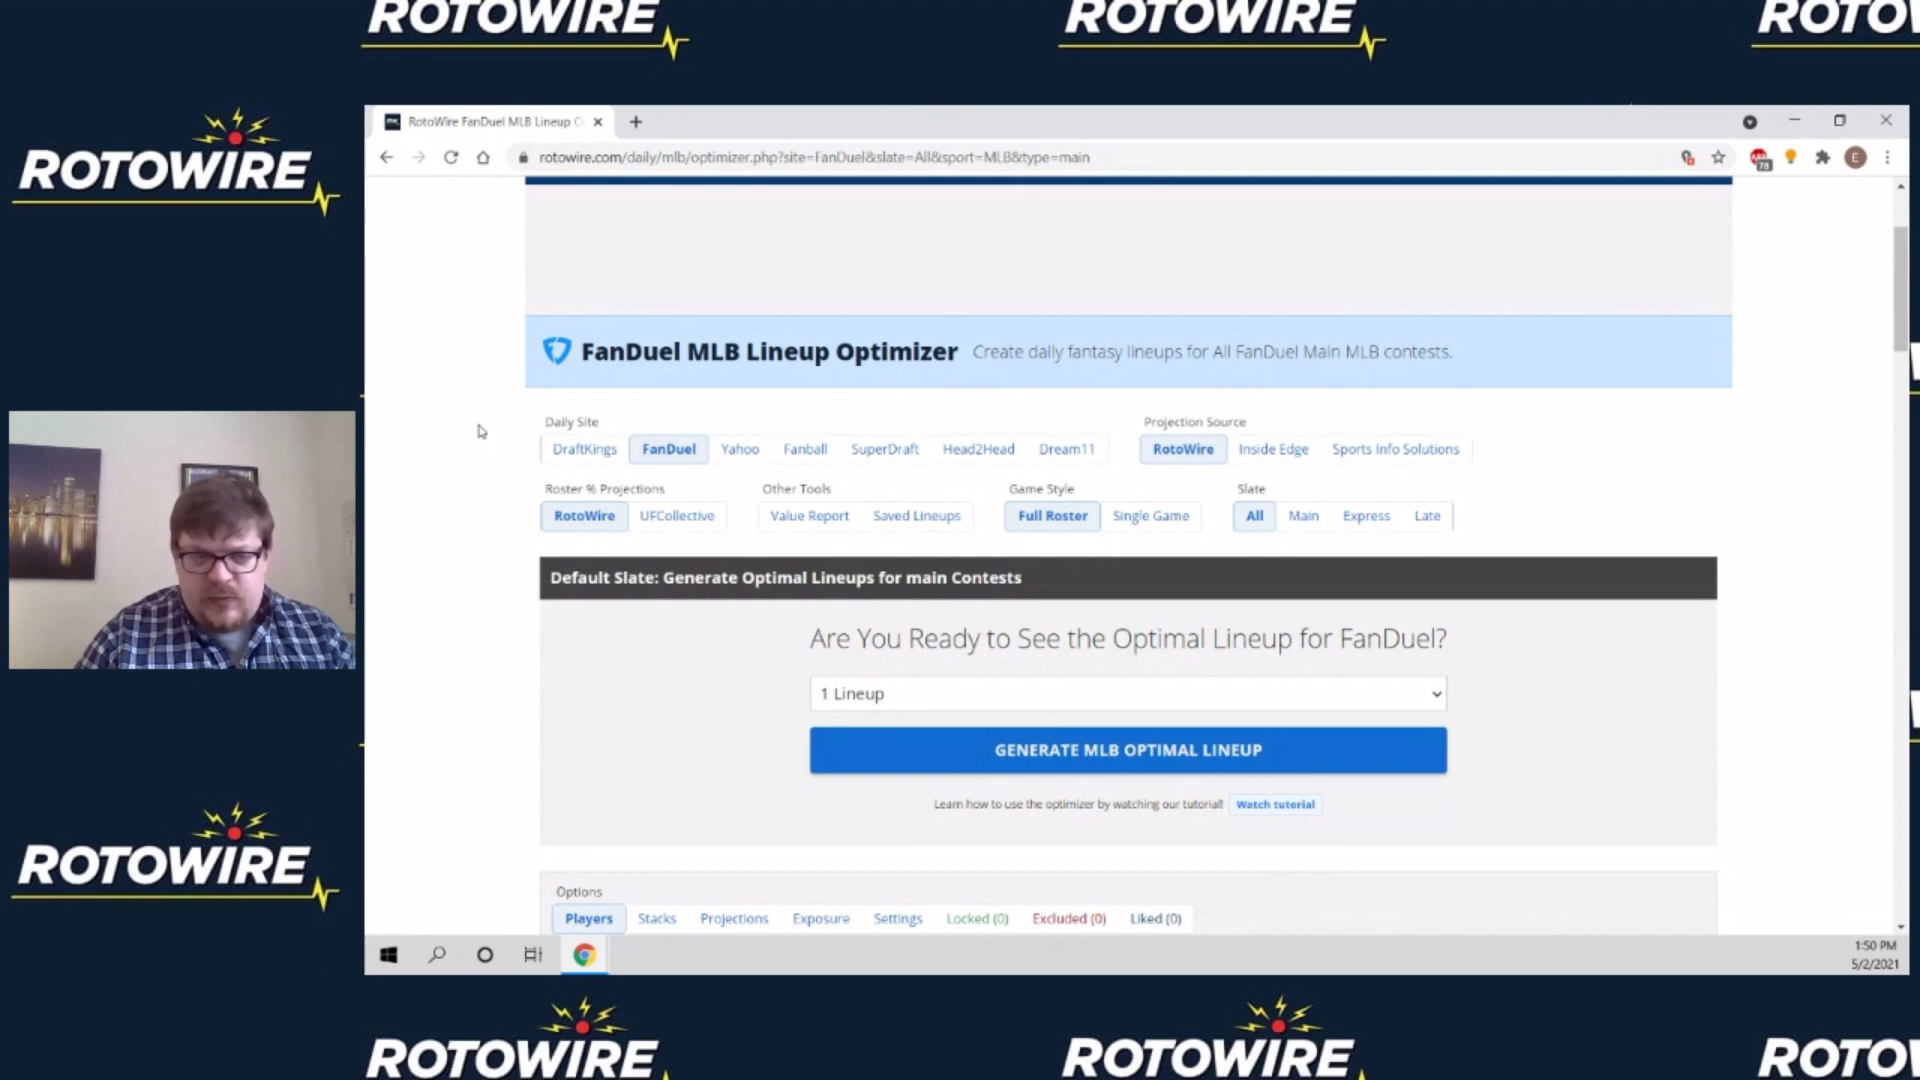 ROTOWIRE
ROTOWIRE
ROTOWIRE
RotoWire FanDuel MLB Lineup O
rotowire.com/daily/mlb/optimizer.php?site=FanDuel&slate=All&sport=MLB&type=main
78
E
FanDuel MLB Lineup Optimizer
Create daily fantasy lineups for All FanDuel Main MLB contests.
Daily Site
DraftKings FanDuel Yahoo Fanball SuperDraft Head2Head Dream11
Projection Source
RotoWire Inside Edge Sports Info Solutions
Roster % Projections
RotoWire UFCollective
Other Tools
Value Report Saved Lineups
Game Style
Full Roster Single Game
Slate
All Main Express Late
Default Slate: Generate Optimal Lineups for main Contests
Are You Ready to See the Optimal Lineup for FanDuel?
1 Lineup
GENERATE MLB OPTIMAL LINEUP
Learn how to use the optimizer by watching our tutorial! Watch tutorial
Options
Players Stacks Projections Exposure Settings Locked (0) Excluded (0) Liked (0)
1:50 PM
5/2/2021
ROTOWIRE
ROTOWIRE
ROTOWIRE